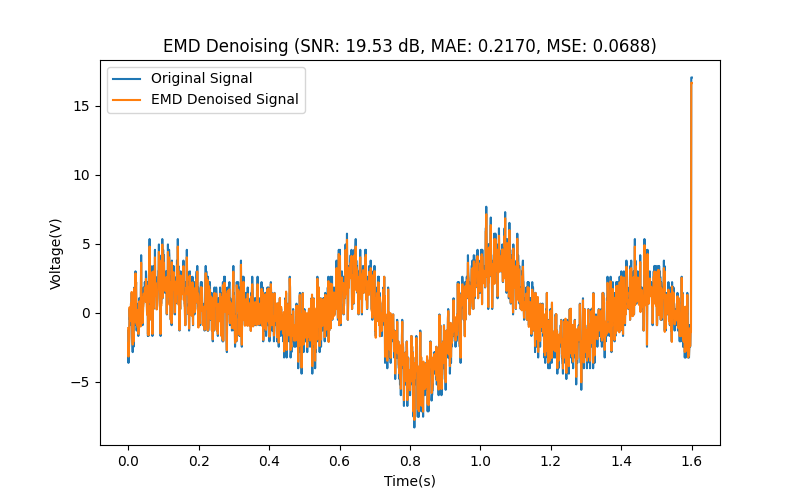 EMD Denoising (SNR: 19.53 dB, MAE: 0.2170, MSE: 0.0688)
Original Signal
EMD Denoised Signal
15
10
5
0
−5
Voltage(V)
0.0 0.2 0.4 0.6 0.8 1.0 1.2 1.4 1.6
Time(s)